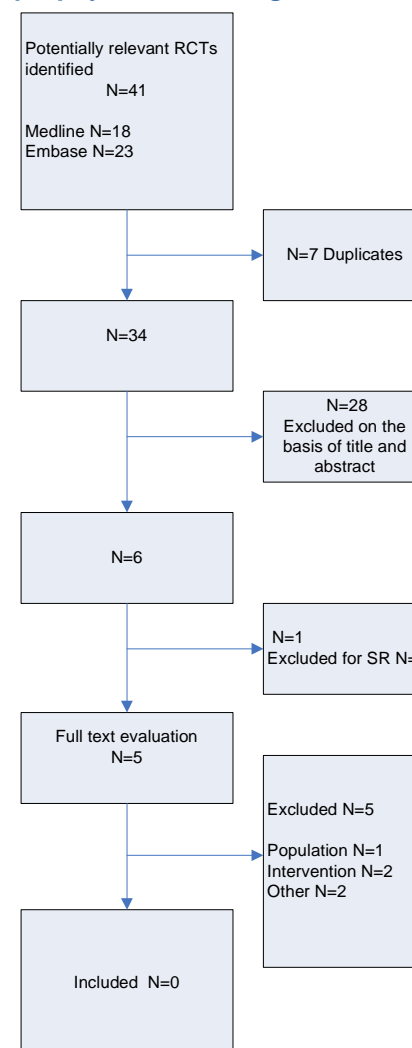 Potentially relevant RCTs
identified
N=41
Medline N=18
Embase N=23
N=7 Duplicates
N=34
N=28
Excluded on the
basis of title and
abstract
N=6
N=1
Excluded for SR N=
Full text evaluation
N=5
Excluded N=5
Population N=1
Intervention N=2
Other N=2
Included N=0